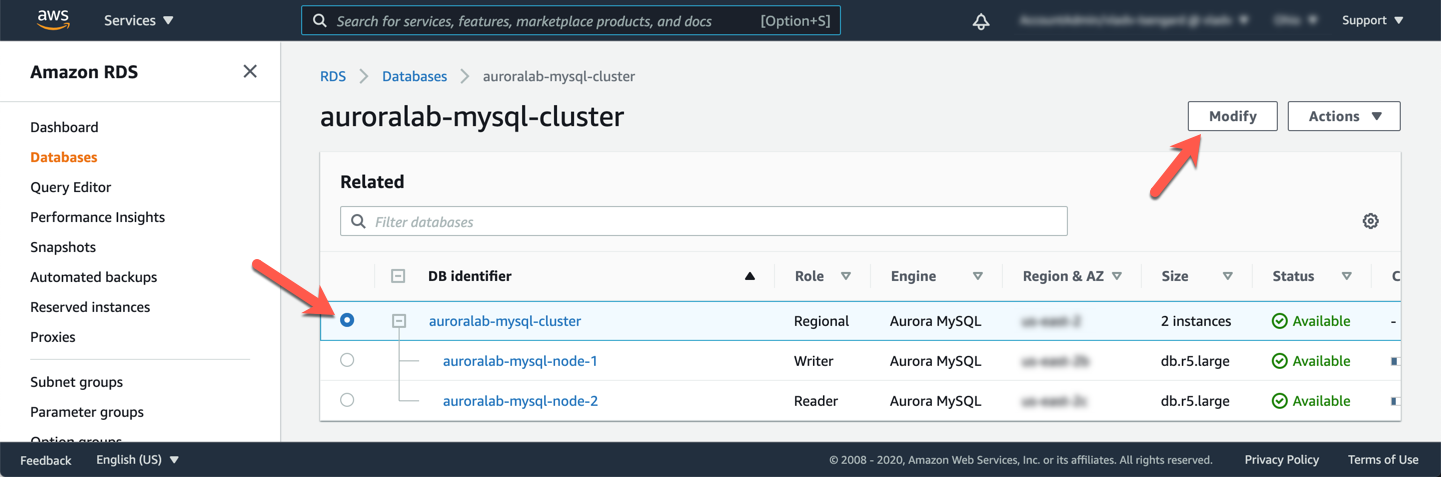 aws Services Search for services, features, marketplace products, and docs [Option+S] Support
Amazon RDS
RDS Databases auroralab-mysql-cluster
auroralab-mysql-cluster
Modify Actions
Dashboard
Databases
Query Editor
Performance Insights
Snapshots
Automated backups
Reserved instances
Proxies
Subnet groups
Parameter groups
Option groups
Related
Filter databases
DB identifier Role Engine Region & AZ Size Status C
auroralab-mysql-cluster Regional Aurora MySQL 2 instances Available -
auroralab-mysql-node-1 Writer Aurora MySQL db.r5.large Available
auroralab-mysql-node-2 Reader Aurora MySQL db.r5.large Available
Feedback English (US) © 2008 - 2020, Amazon Web Services, Inc. or its affiliates. All rights reserved. Privacy Policy Terms of Use